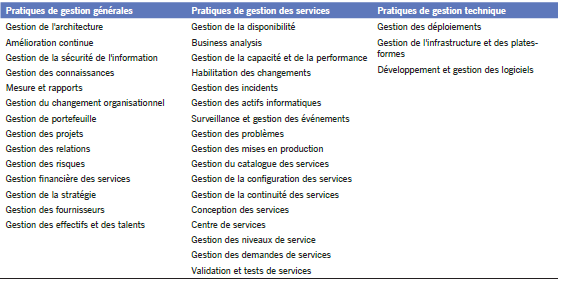 Pratiques de gestion générales
Gestion de l'architecture
Amélioration continue
Gestion de la sécurité de l'information
Gestion des connaissances
Mesure et rapports
Gestion du changement organisationnel
Gestion de portefeuille
Gestion des projets
Gestion des relations
Gestion des risques
Gestion financière des services
Gestion de la stratégie
Gestion des fournisseurs
Gestion des effectifs et des talents
Pratiques de gestion des services
Gestion de la disponibilité
Business analysis
Gestion de la capacité et de la performance
Habilitation des changements
Gestion des incidents
Gestion des actifs informatiques
Surveillance et gestion des événements
Gestion des problèmes
Gestion des mises en production
Gestion du catalogue des services
Gestion de la configuration des services
Gestion de la continuité des services
Conception des services
Centre de services
Gestion des niveaux de service
Gestion des demandes de services
Validation et tests de services
Pratiques de gestion technique
Gestion des déploiements
Gestion de l'infrastructure et des plates-
formes
Développement et gestion des logiciels